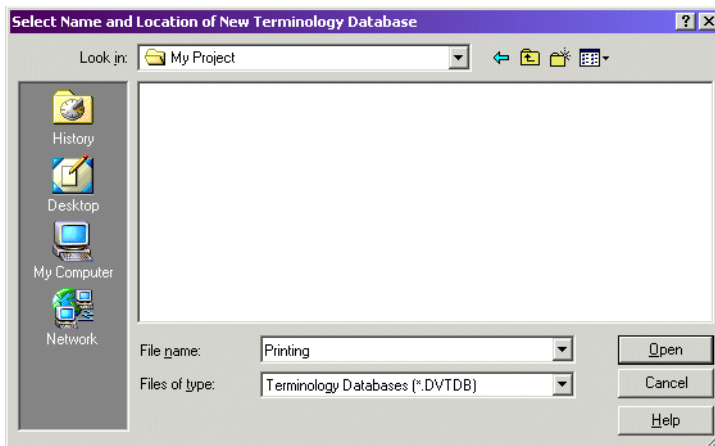 Select Name and Location of New Terminology Database
Look in: My Project
History
Desktop
My Computer
Network
File name: Printing Open
Files of type: Terminology Databases (*.DVTDB) Cancel
Help